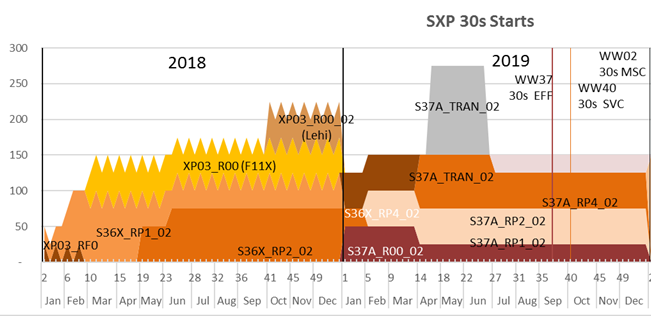 SXP 30s Starts
300
250
200
150
100
50
-
2018
2019
WW02
30s MSC
WW37
30s EFF
WW40
30s SVC
XP03_R00_02
(Lehi)
S37A_TRAN_02
XP03_R00 (F11X)
S37A_TRAN_02
S37A_RP4_02
S36X_RP4_02
S37A_RP2_02
S36X_RP1_02
XP03_RF0
S36X_RP2_02
S37A_R00_02
S37A_RP1_02
2 6 10 15 19 23 28 32 36 41 45 49 1 5 9 14 18 22 27 31 35 40 45 49 2
Jan Feb Mar Apr May Jun Jul Aug Sep Oct Nov Dec Jan Feb Mar Apr May Jun Jul Aug Sep Oct Nov Dec